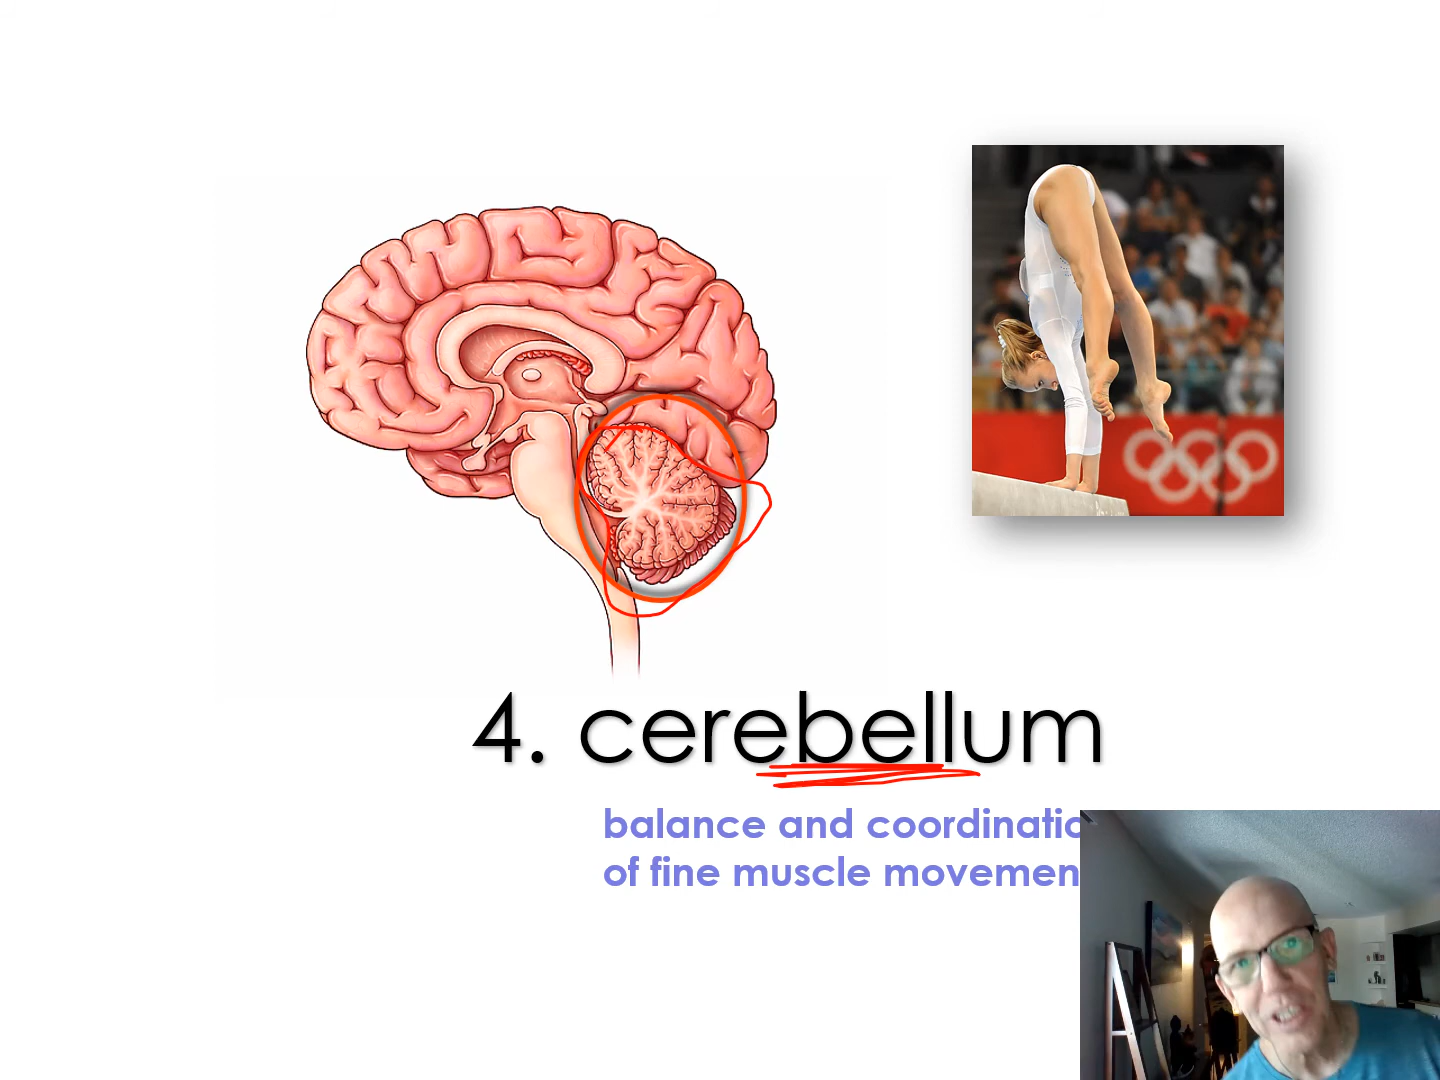 4. cerebellum
balance and coordinatio
of fine muscle movemen